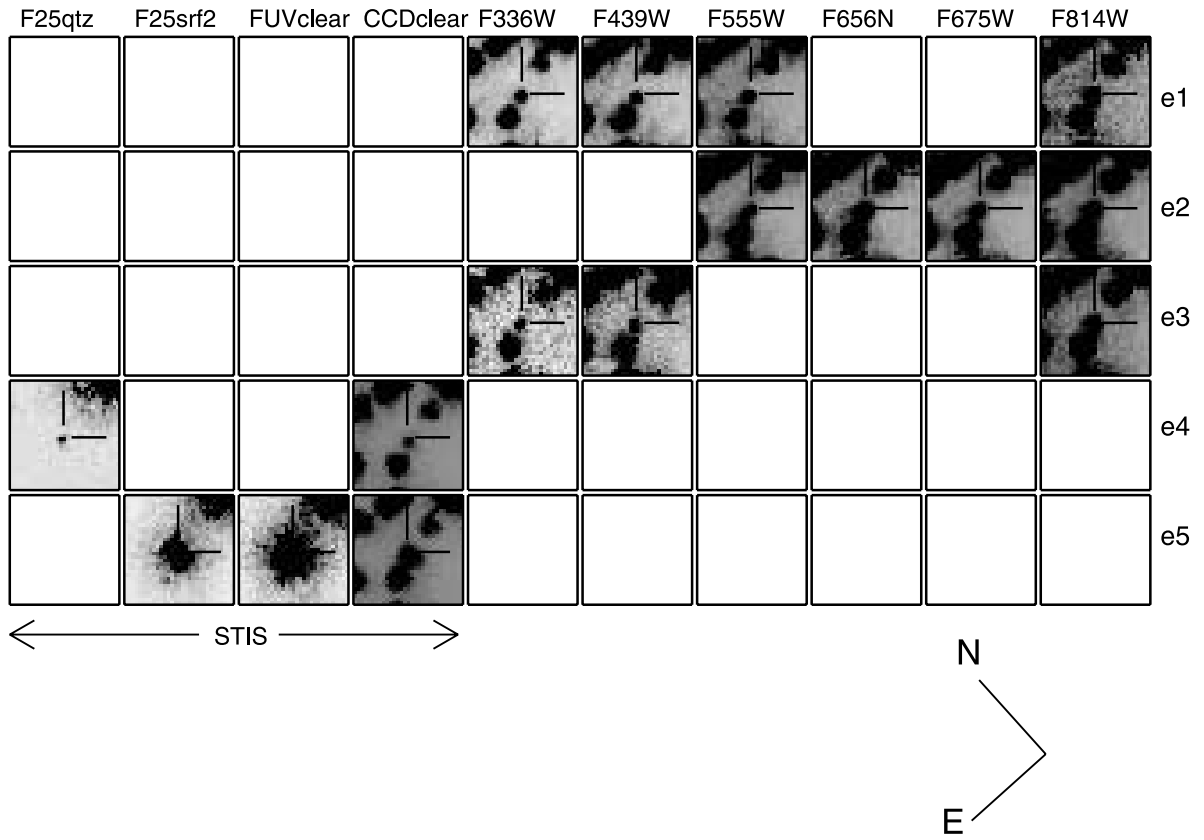 F25qtz F25srf2 FUVclear CCDclear F336W F439W F555W F656N F675W F814W
e1
e2
e3
e4
e5
STIS
N
E